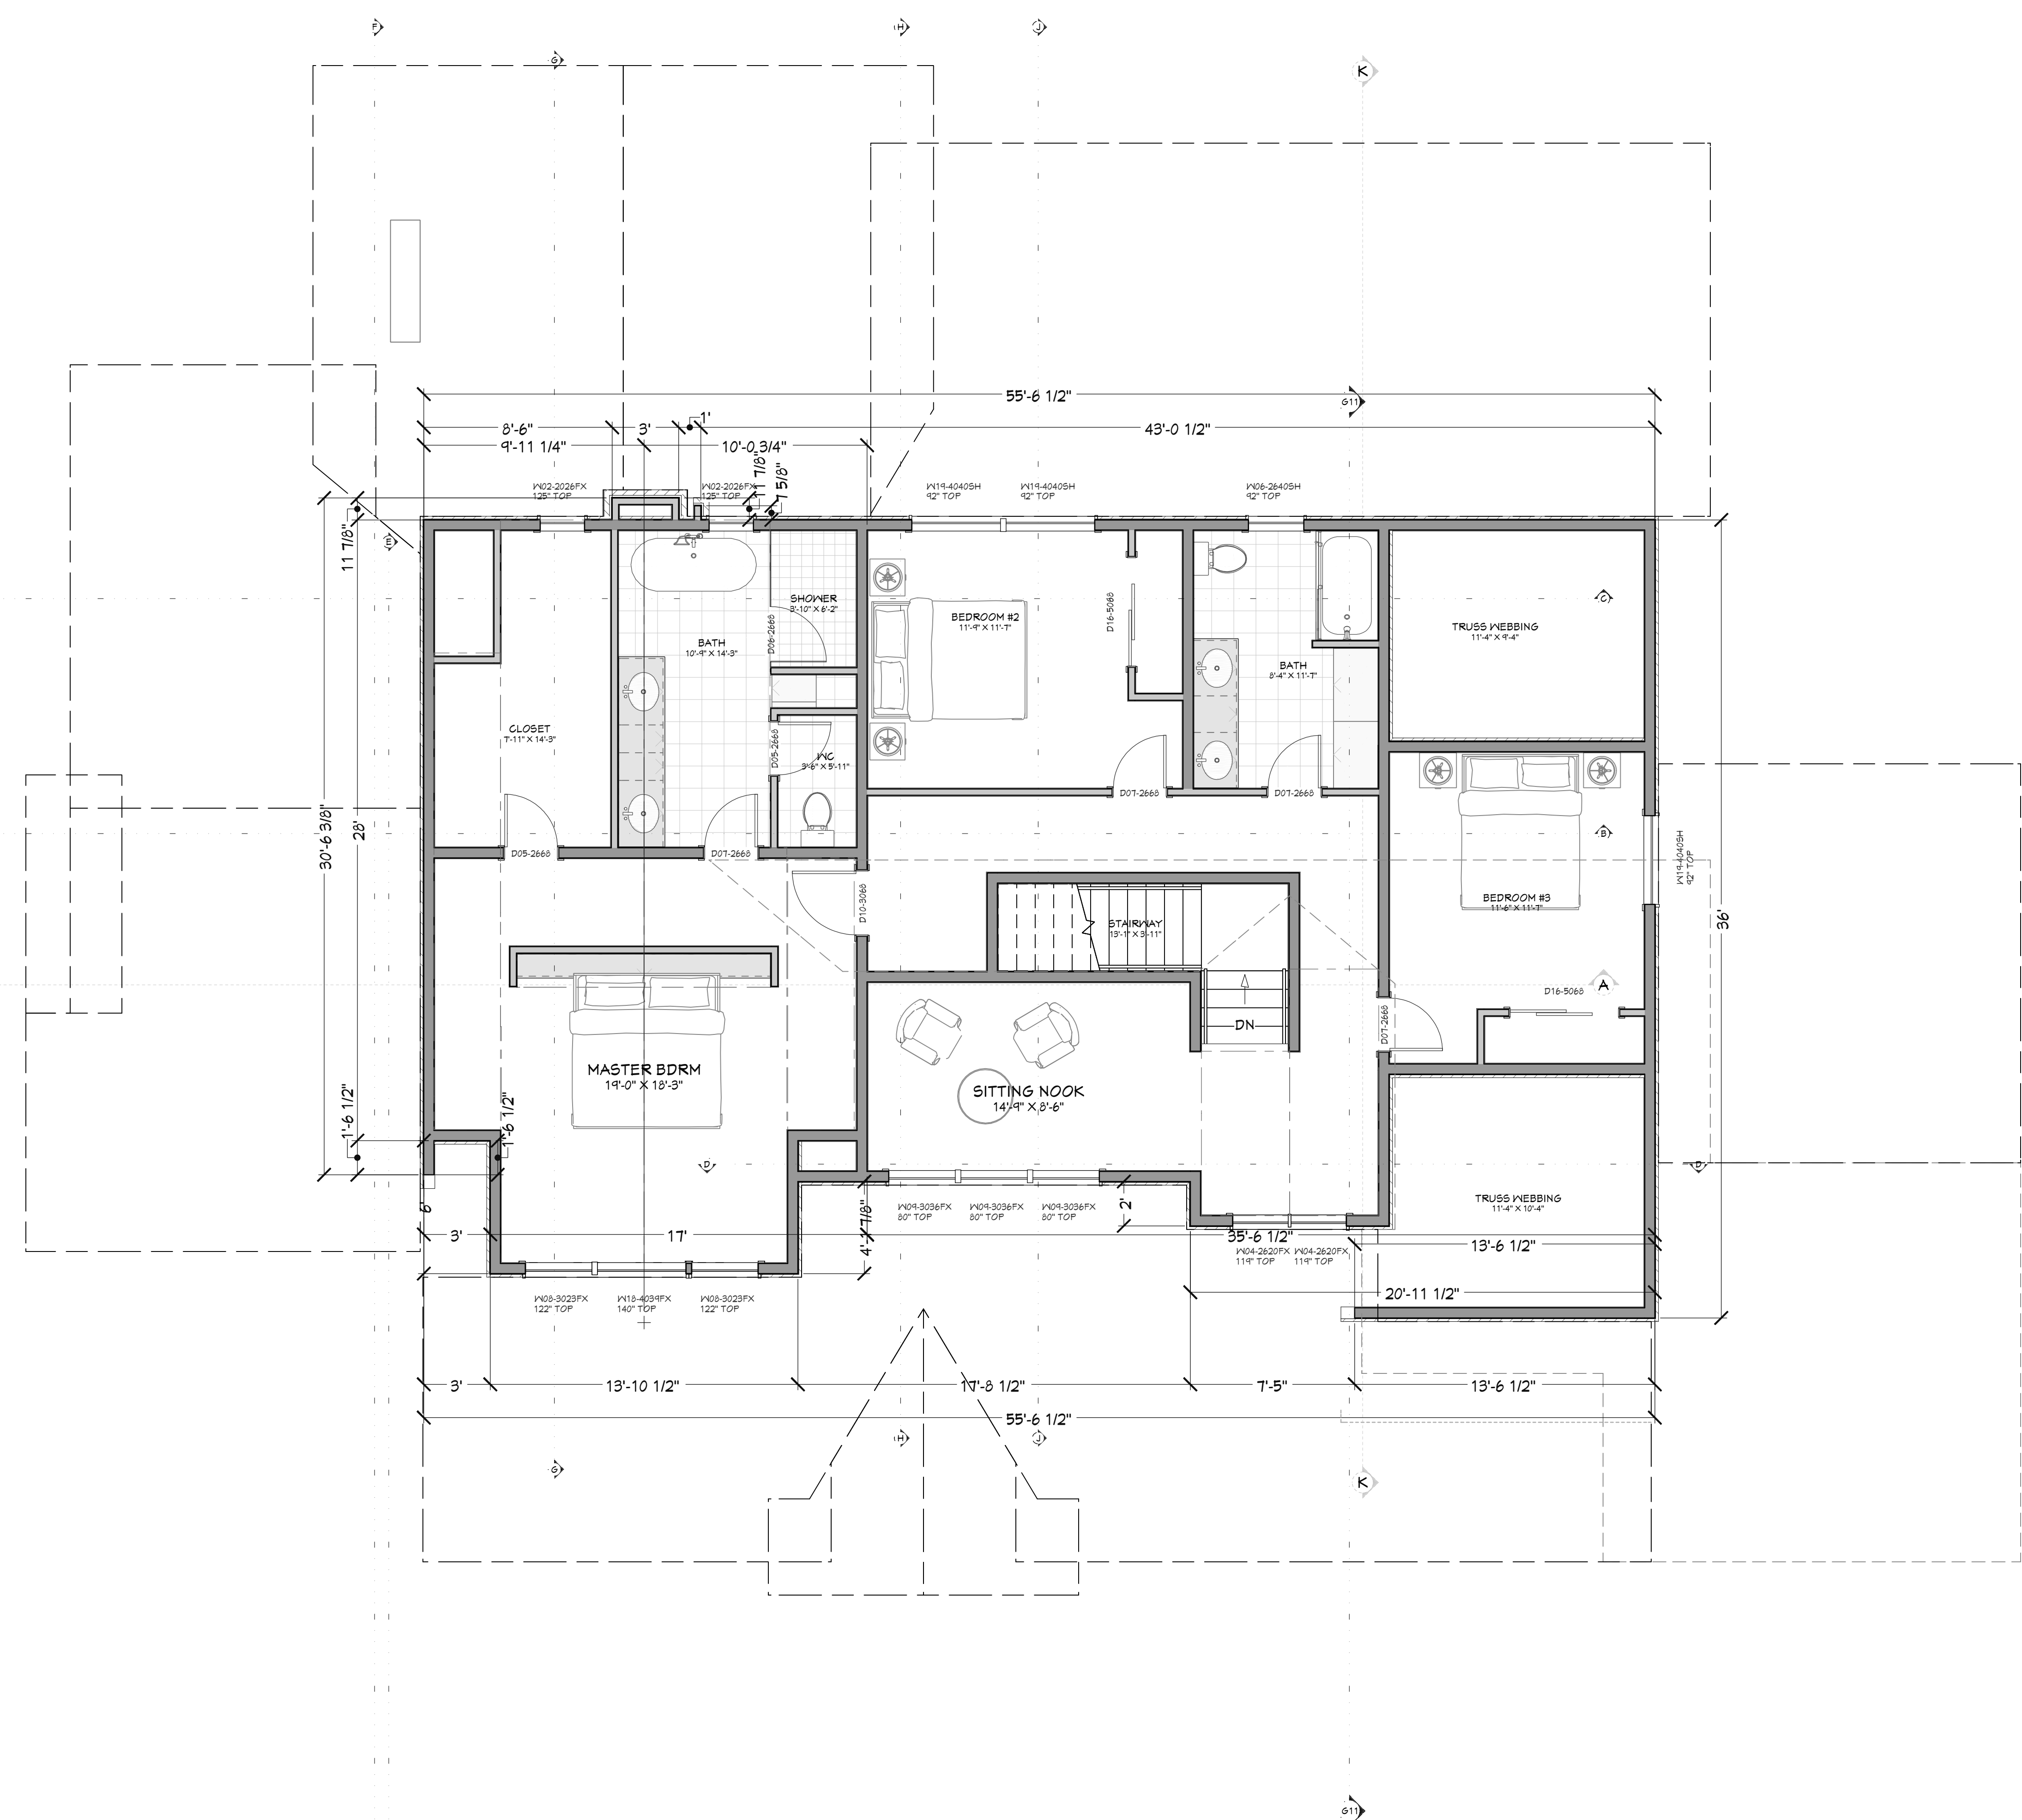 F
H
J
G
K
55'-6 1/2"
G11
8'-6"
3'
1'
43'-0 1/2"
9'-11 1/4"
10'-0 3/4"
11 7/8"
7 5/8"
W02-2026FX
125" TOP
W02-2026FX
125" TOP
W19-4040SH
92" TOP
W19-4040SH
92" TOP
W06-2640SH
92" TOP
11 7/8"
E
SHOWER
3'-10" X 6'-2"
D06-2668
BATH
10'-9" X 14'-3"
BEDROOM #2
11'-9" X 11'-7"
D16-5068
BATH
8'-4" X 11'-7"
TRUSS WEBBING
11'-4" X 9'-4"
C
CLOSET
7'-11" X 14'-3"
D05-2668
WC
3'-6" X 5'-11"
D07-2668
D07-2668
30'-6 3/8"
28'
D05-2668
D07-2668
D10-3068
B
W19-4040SH
92" TOP
BEDROOM #3
11'-6" X 11'-7"
36'
STAIRWAY
13'-1" X 3'-11"
A
D16-5068
DN
D07-2668
MASTER BDRM
19'-0" X 18'-3"
SITTING NOOK
14'-9" X 8'-6"
1'-6 1/2"
1'-6 1/2"
D
D
6"
W09-3036FX
80" TOP
W09-3036FX
80" TOP
W09-3036FX
80" TOP
2'
TRUSS WEBBING
11'-4" X 10'-4"
3'
17'
35'-6 1/2"
13'-6 1/2"
W04-2620FX
119" TOP
W04-2620FX
119" TOP
20'-11 1/2"
W08-3023FX
122" TOP
W18-4039FX
140" TOP
W08-3023FX
122" TOP
3'
13'-10 1/2"
17'-8 1/2"
7'-5"
13'-6 1/2"
55'-6 1/2"
H
J
G
K
G11